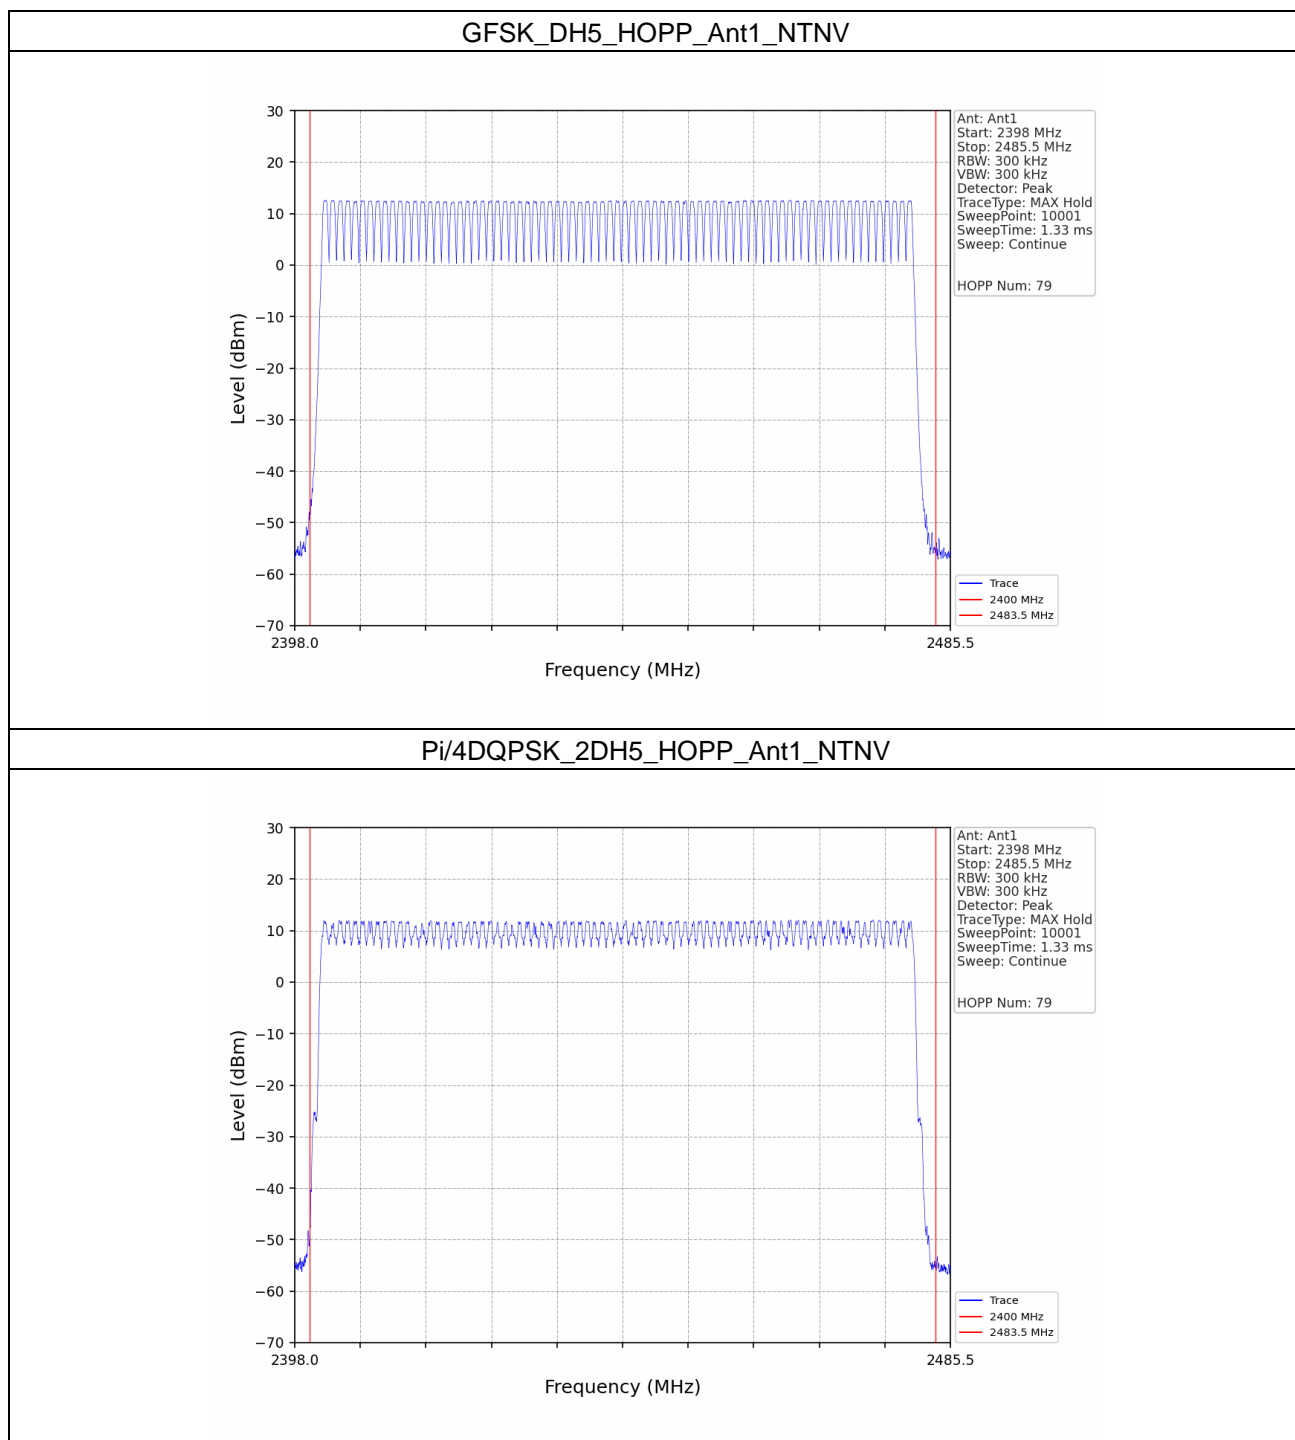 GFSK_DH5_HOPP_Ant1_NTNV
30
20
10
0
−10
−20
−30
−40
−50
−60
−70
Level (dBm)
2398.0
2485.5
Frequency (MHz)
Ant: Ant1
Start: 2398 MHz
Stop: 2485.5 MHz
RBW: 300 kHz
VBW: 300 kHz
Detector: Peak
TraceType: MAX Hold
SweepPoint: 10001
SweepTime: 1.33 ms
Sweep: Continue
HOPP Num: 79
Trace
2400 MHz
2483.5 MHz
Pi/4DQPSK_2DH5_HOPP_Ant1_NTNV
30
20
10
0
−10
−20
−30
−40
−50
−60
−70
Level (dBm)
2398.0
2485.5
Frequency (MHz)
Ant: Ant1
Start: 2398 MHz
Stop: 2485.5 MHz
RBW: 300 kHz
VBW: 300 kHz
Detector: Peak
TraceType: MAX Hold
SweepPoint: 10001
SweepTime: 1.33 ms
Sweep: Continue
HOPP Num: 79
Trace
2400 MHz
2483.5 MHz